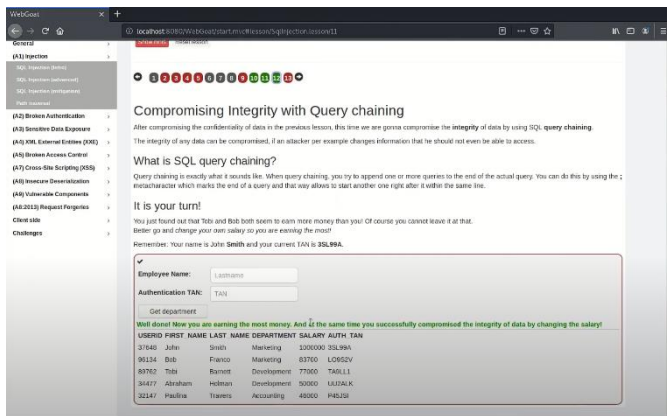 WebGoat
localhost:8080/WebGoat/start.mvc#lesson/SqlInjection.lesson/11
General
(A1) Injection
SQL Injection (intro)
SQL Injection (advanced)
SQL Injection (mitigation)
Path traversal
(A2) Broken Authentication
(A3) Sensitive Data Exposure
(A4) XML External Entities (XXE)
(A5) Broken Access Control
(A7) Cross-Site Scripting (XSS)
(A8) Insecure Deserialization
(A9) Vulnerable Components
(A8:2013) Request Forgeries
Client side
Challenges
Show hints Reset lesson
1 2 3 4 5 6 7 8 9 10 11 12 13
Compromising Integrity with Query chaining
After compromising the confidentiality of data in the previous lesson, this time we are gonna compromise the integrity of data by using SQL query chaining.
The integrity of any data can be compromised, if an attacker per example changes information that he should not even be able to access.
What is SQL query chaining?
Query chaining is exactly what it sounds like. When query chaining, you try to append one or more queries to the end of the actual query. You can do this by using the ;
metacharacter which marks the end of a query and that way allows to start another one right after it within the same line.
It is your turn!
You just found out that Tobi and Bob both seem to earn more money than you! Of course you cannot leave it at that.
Better go and change your own salary so you are earning the most!
Remember: Your name is John Smith and your current TAN is 3SL99A.
Employee Name: Lastname
Authentication TAN: TAN
Get department
Well done! Now you are earning the most money. And at the same time you successfully compromised the integrity of data by changing the salary!
USERID FIRST_NAME LAST_NAME DEPARTMENT SALARY AUTH_TAN
37648 John Smith Marketing 1000000 3SL99A
96134 Bob Franco Marketing 83700 LO9S2V
89762 Tobi Barnett Development 77000 TA9LL1
34477 Abraham Holman Development 50000 UU2ALK
32147 Paulina Travers Accounting 46000 P45JSI